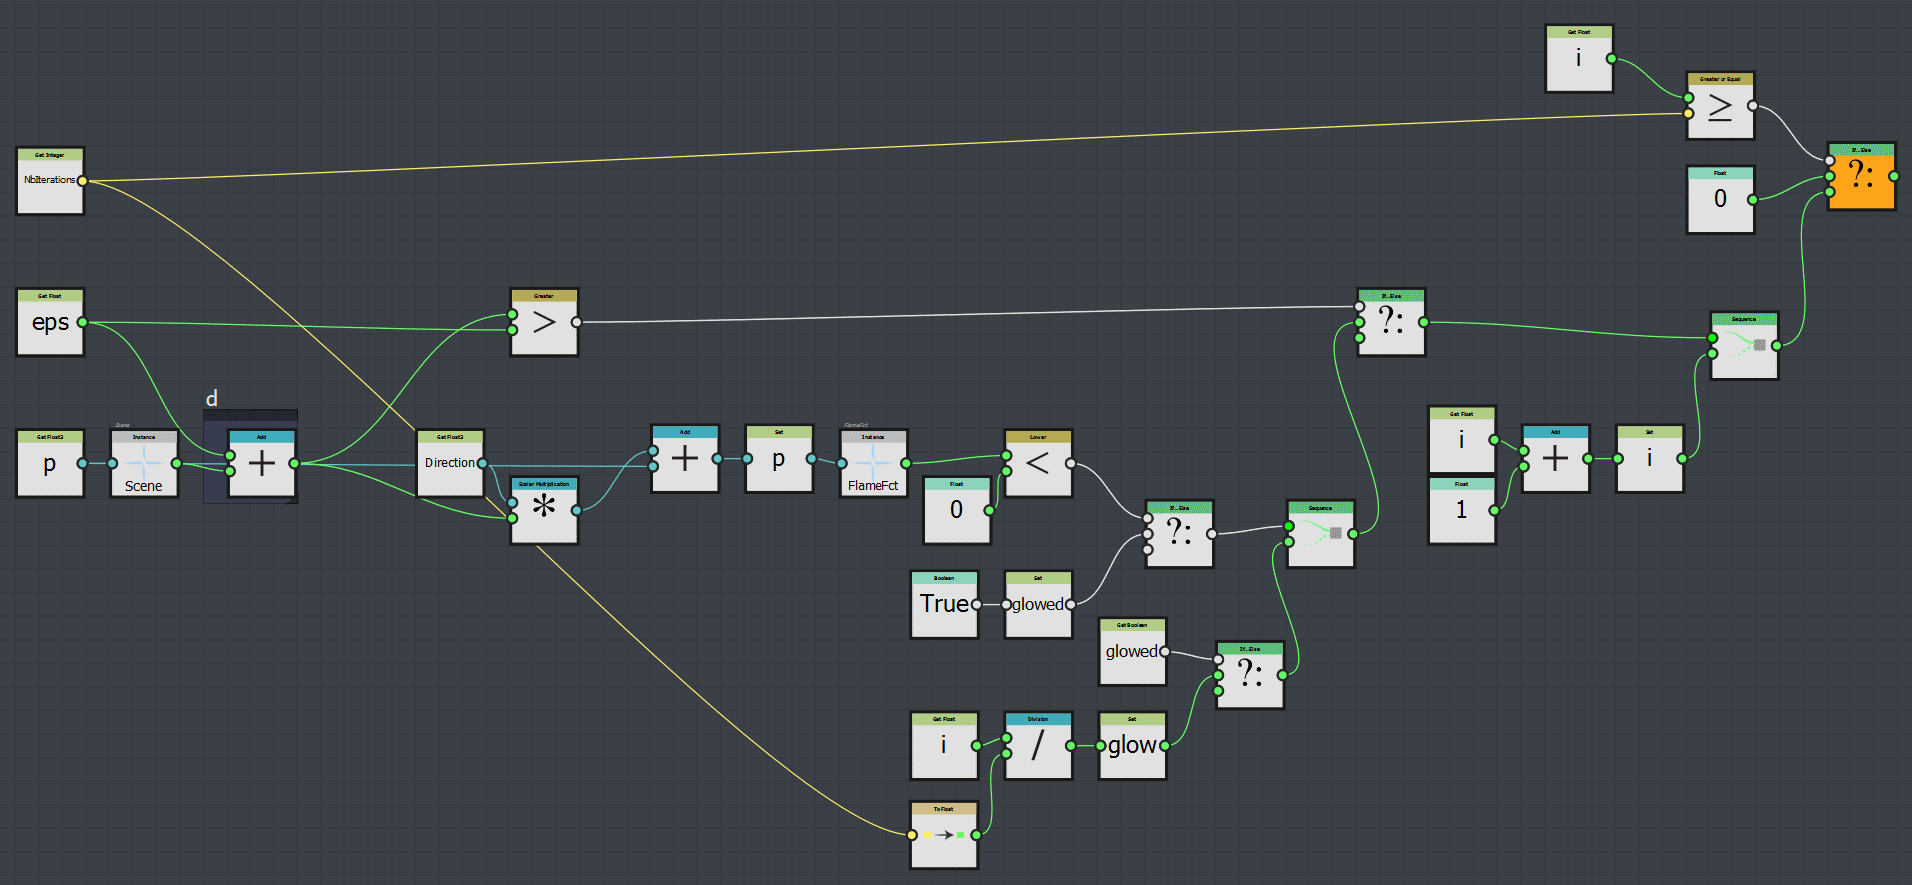 Get Float
i
Greater or Equal
≥
If...Else
?:
Float
0
Get Integer
NbIterations
Get Float
eps
Greater
>
If...Else
?:
Sequence
d
Get Float3
p
Scene
Instance
Scene
Add
+
Get Float3
Direction
Scalar Multiplication
*
Add
+
Set
p
FlameFct
Instance
FlameFct
Lower
<
Float
0
Get Float
i
Float
1
Add
+
Set
i
If...Else
?:
Sequence
Boolean
True
Set
glowed
Get Boolean
glowed
If...Else
?:
Get Float
i
Division
/
Set
glow
To Float